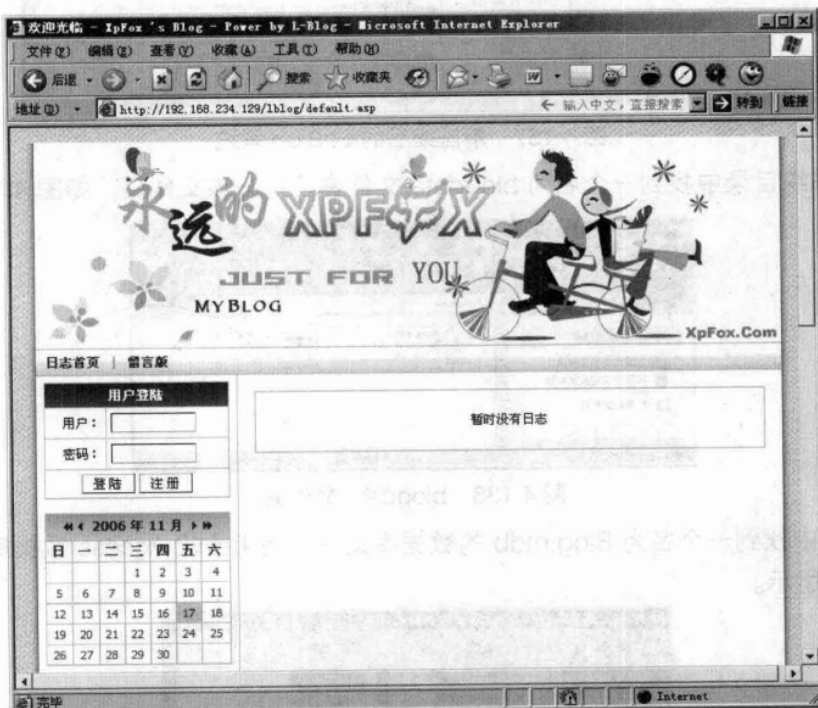 欢迎光临 - XpFox 's Blog - Power by L-Blog - Microsoft Internet Explorer
文件(F) 编辑(E) 查看(V) 收藏(A) 工具(T) 帮助(H)
后退 搜索 收藏夹
地址(D) http://192.168.234.129/lblog/default.asp 输入中文，直接搜索 转到 链接
永远的 XPFOX
JUST FOR YOU
MYBLOG
XpFox.Com
日志首页 | 留言版
用户登陆
用户：
密码：
登陆 注册
暂时没有日志
2006 年 11 月
日 一 二 三 四 五 六
1 2 3 4
5 6 7 8 9 10 11
12 13 14 15 16 17 18
19 20 21 22 23 24 25
26 27 28 29 30
完毕 Internet